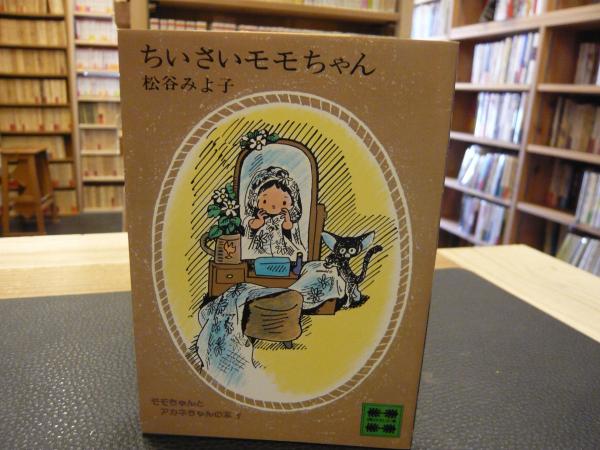 ちいさいモモちゃん
松谷みよ子
モモちゃんと
アカネちゃんの本 1